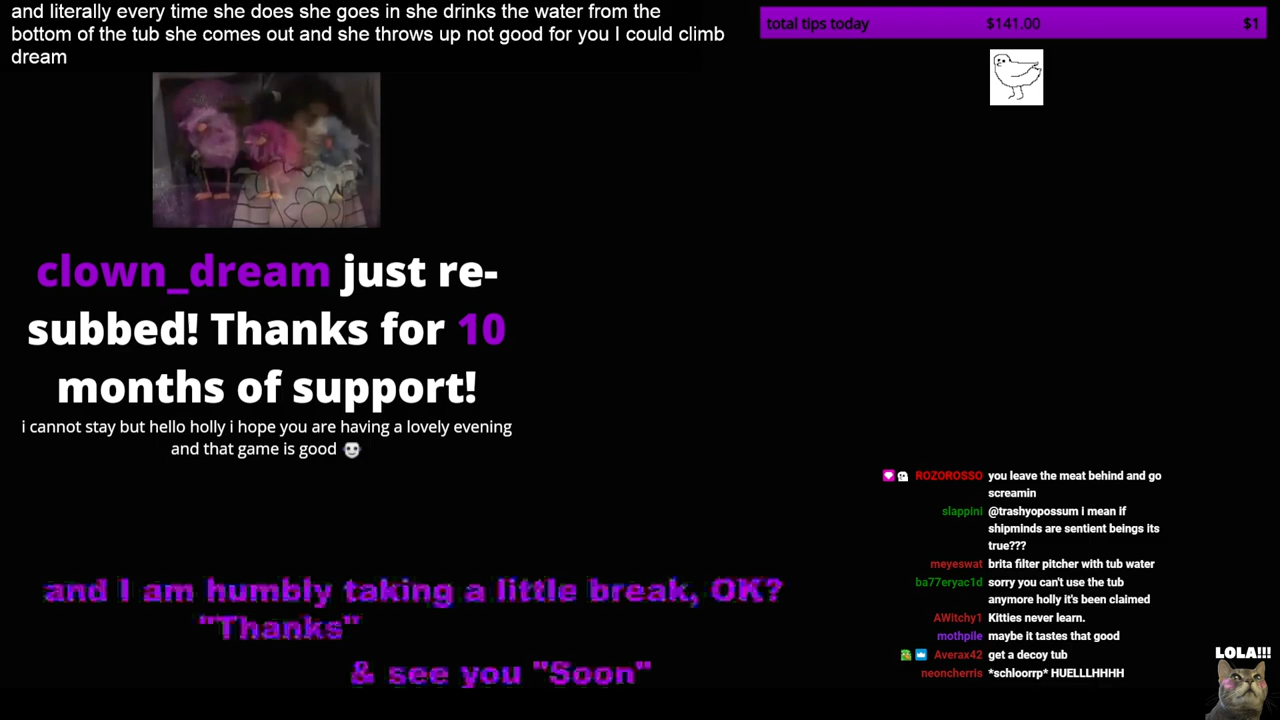 and literally every time she does she goes in she drinks the water from the
bottom of the tub she comes out and she throws up not good for you I could climb
dream
total tips today $141.00 $1
clown_dream just re-
subbed! Thanks for 10
months of support!
i cannot stay but hello holly i hope you are having a lovely evening
and that game is good
ROZOROSSO you leave the meat behind and go
screamin
slappini @trashyopossum i mean if
shipminds are sentient beings its
true???
meyeswat brita filter pitcher with tub water
ba77eryac1d sorry you can't use the tub
anymore holly it's been claimed
AWitchy1 Kitties never learn.
mothpile maybe it tastes that good
Averax42 get a decoy tub
neoncherris *schloorrp* HUELLLHHHH
and I am humbly taking a little break, OK?
"Thanks"
& see you "Soon"
LOLA!!!